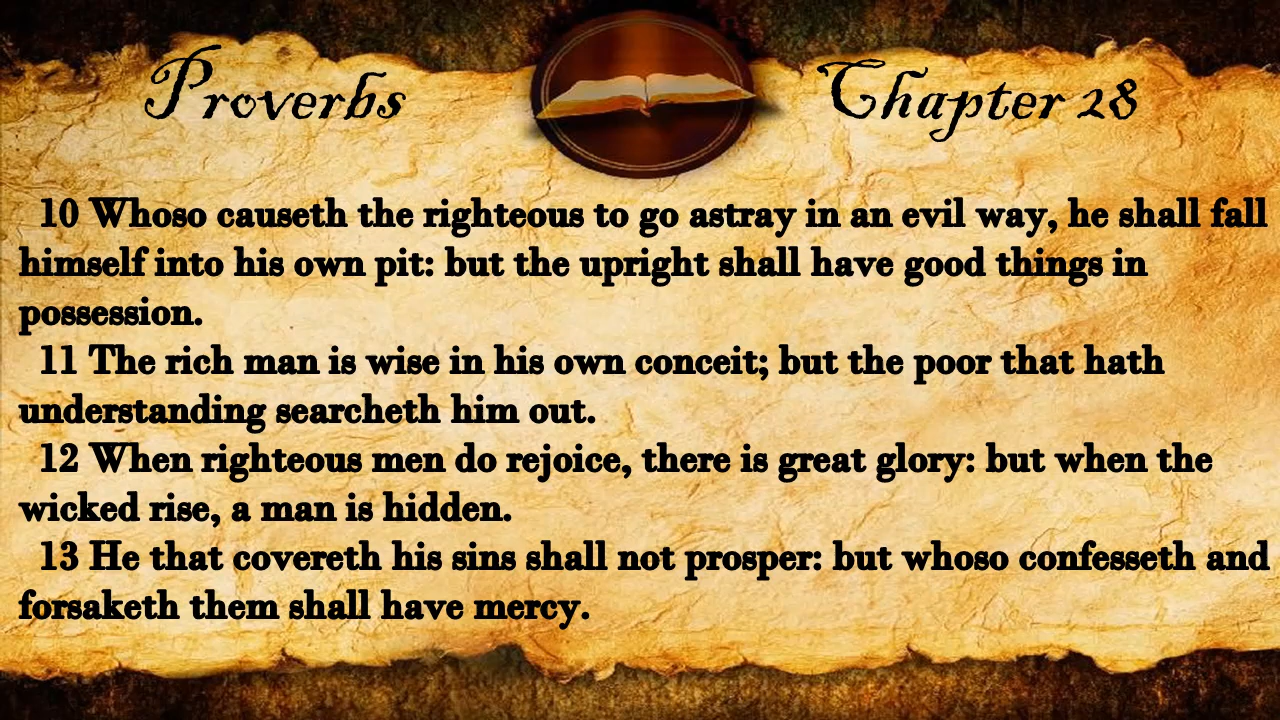 Proverbs Chapter 28
10 Whoso causeth the righteous to go astray in an evil way, he shall fall
himself into his own pit: but the upright shall have good things in
possession.
11 The rich man is wise in his own conceit; but the poor that hath
understanding searcheth him out.
12 When righteous men do rejoice, there is great glory: but when the
wicked rise, a man is hidden.
13 He that covereth his sins shall not prosper: but whoso confesseth and
forsaketh them shall have mercy.